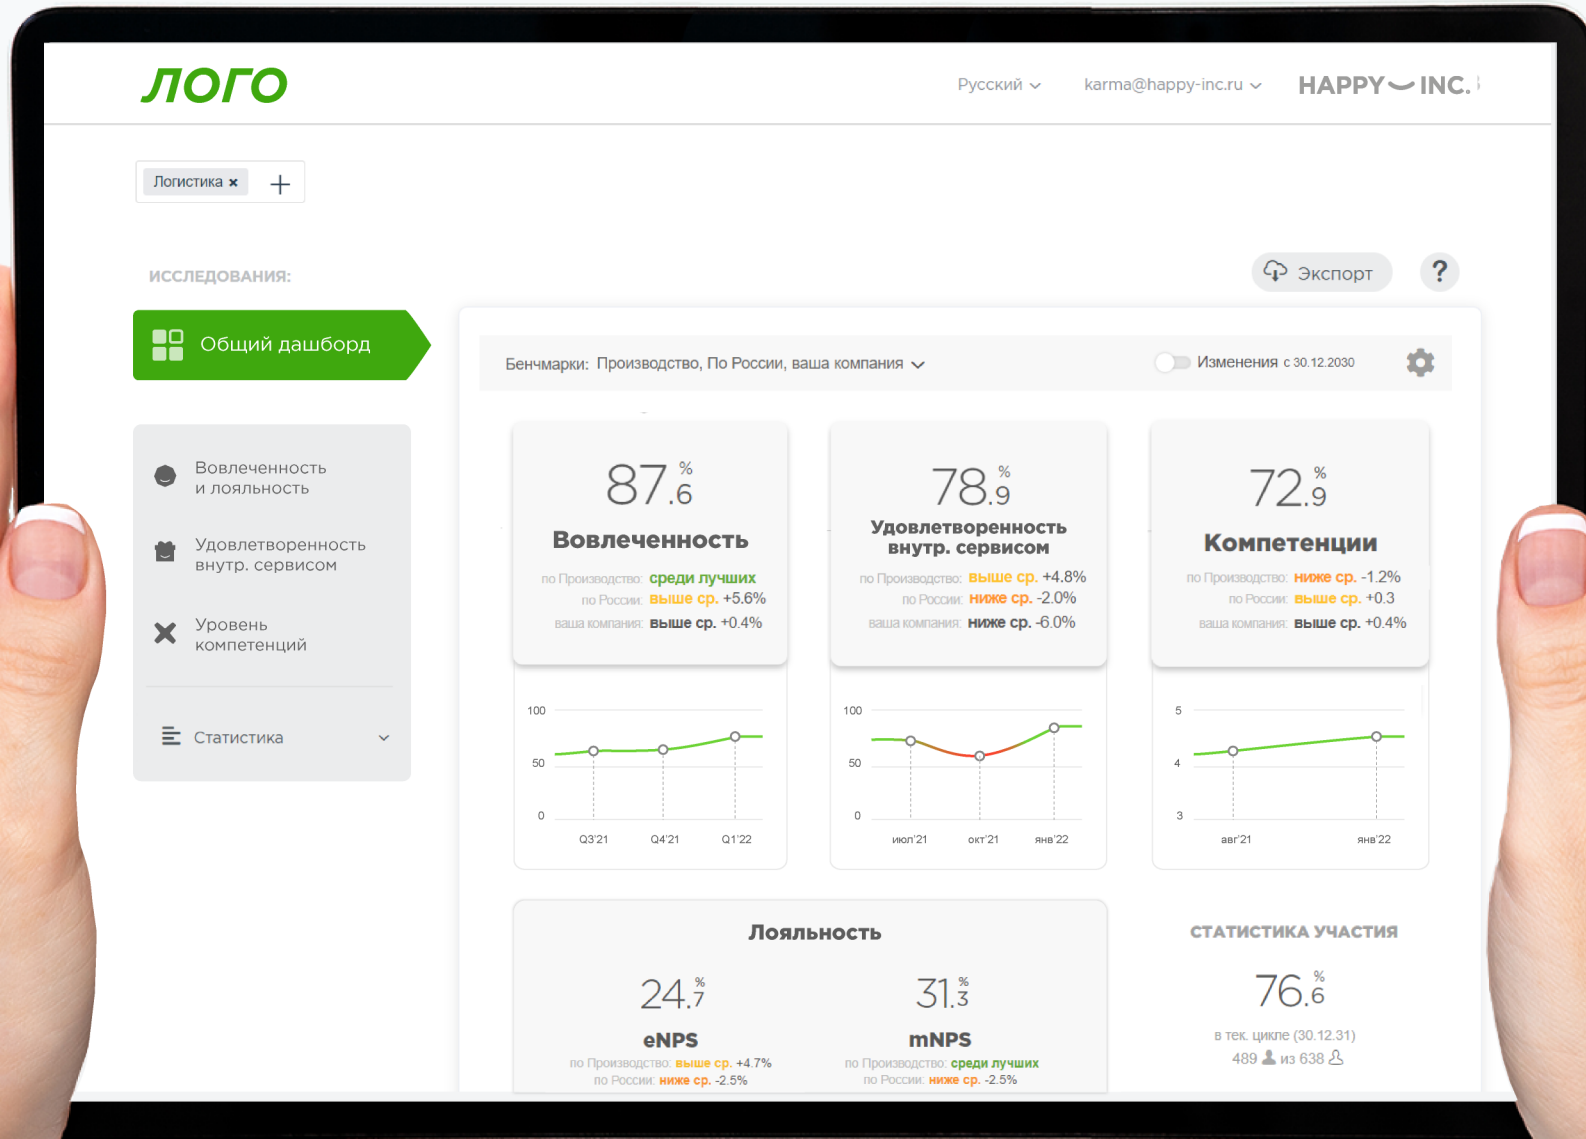 ЛОГО
Русский
karma@happy-inc.ru
HAPPY INC.
Логистика ×
+
ИССЛЕДОВАНИЯ:
Экспорт
?
Общий дашборд
Бенчмарки: Производство, По России, ваша компания
Изменения с 30.12.2030
Вовлеченность
и лояльность
Удовлетворенность
внутр. сервисом
Уровень
компетенций
Статистика
87.6%
Вовлеченность
по Производство: среди лучших
по России: выше ср. +5.6%
ваша компания: выше ср. +0.4%
100
50
0
Q3'21 Q4'21 Q1'22
78.9%
Удовлетворенность
внутр. сервисом
по Производство: выше ср. +4.8%
по России: ниже ср. -2.0%
ваша компания: ниже ср. -6.0%
100
50
0
июл'21 окт'21 янв'22
72.9%
Компетенции
по Производство: ниже ср. -1.2%
по России: выше ср. +0.3
ваша компания: выше ср. +0.4%
5
4
3
авг'21 янв'22
Лояльность
24.7%
eNPS
по Производство: выше ср. +4.7%
по России: ниже ср. -2.5%
31.3%
mNPS
по Производство: среди лучших
по России: ниже ср. -2.5%
СТАТИСТИКА УЧАСТИЯ
76.6%
в тек. цикле (30.12.31)
489 из 638